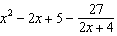 x² − 2x + 5 − 27/(2x + 4)